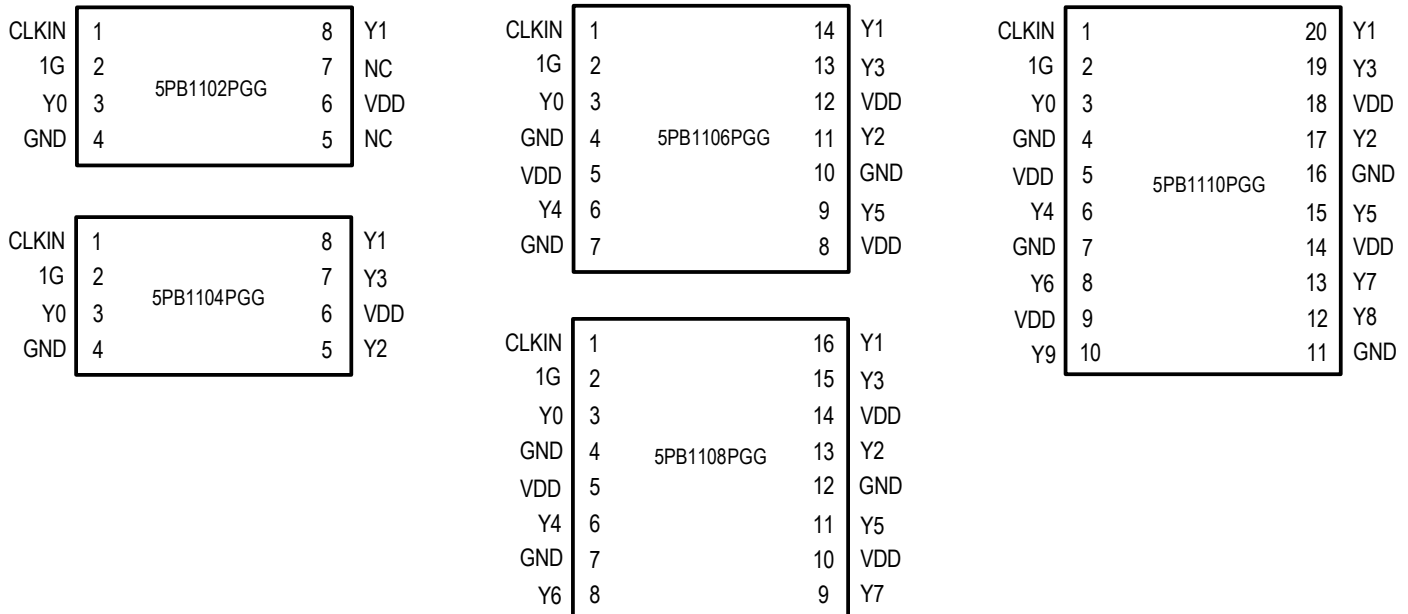 CLKIN 1 8 Y1
1G 2 7 NC
5PB1102PGG
Y0 3 6 VDD
GND 4 5 NC
CLKIN 1 8 Y1
1G 2 7 Y3
5PB1104PGG
Y0 3 6 VDD
GND 4 5 Y2
CLKIN 1 14 Y1
1G 2 13 Y3
Y0 3 12 VDD
GND 4 5PB1106PGG 11 Y2
VDD 5 10 GND
Y4 6 9 Y5
GND 7 8 VDD
CLKIN 1 16 Y1
1G 2 15 Y3
Y0 3 14 VDD
GND 4 5PB1108PGG 13 Y2
VDD 5 12 GND
Y4 6 11 Y5
GND 7 10 VDD
Y6 8 9 Y7
CLKIN 1 20 Y1
1G 2 19 Y3
Y0 3 18 VDD
GND 4 17 Y2
VDD 5 5PB1110PGG 16 GND
Y4 6 15 Y5
GND 7 14 VDD
Y6 8 13 Y7
VDD 9 12 Y8
Y9 10 11 GND